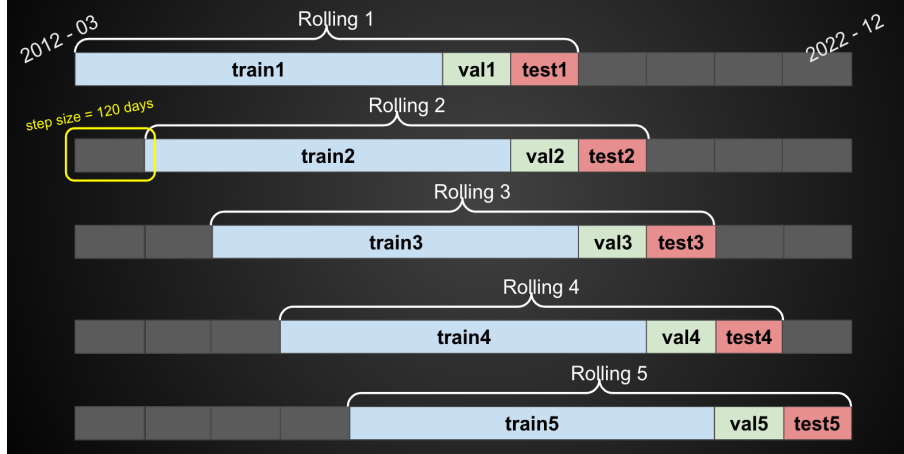 Rolling 1
2012 - 03
2022 - 12
train1 val1 test1
step size = 120 days
Rolling 2
train2 val2 test2
Rolling 3
train3 val3 test3
Rolling 4
train4 val4 test4
Rolling 5
train5 val5 test5